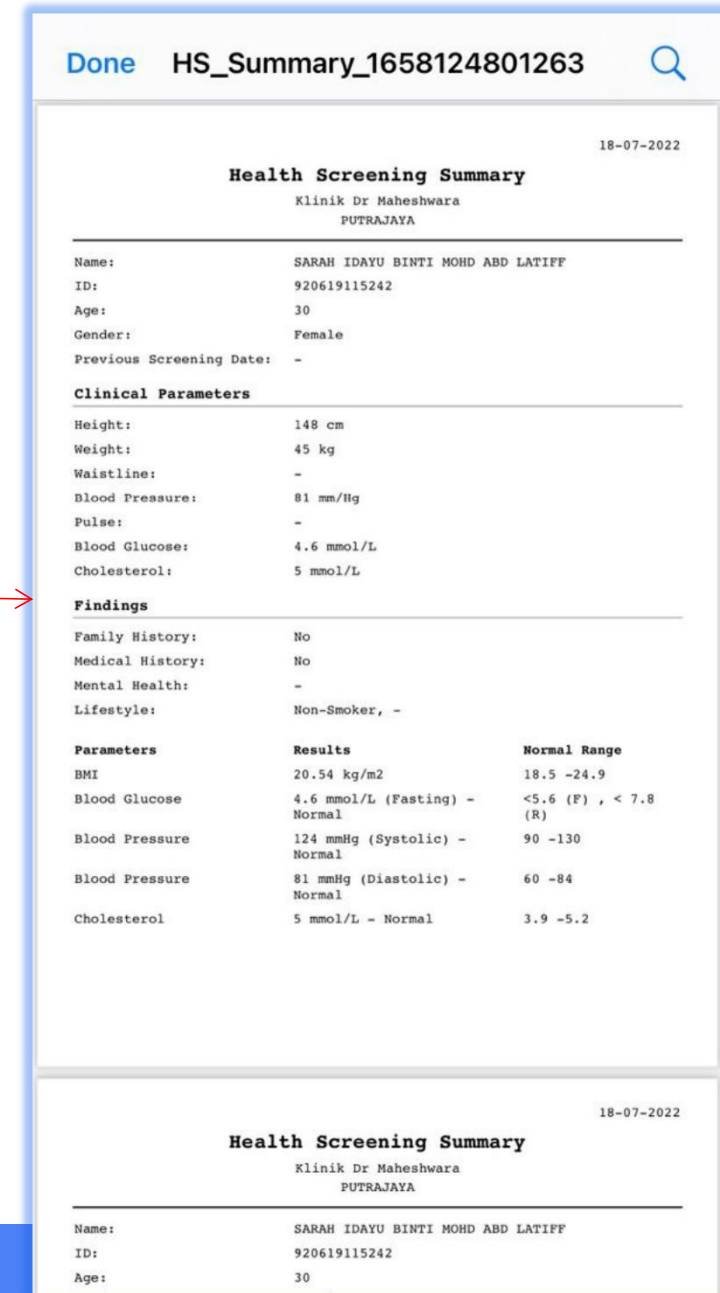 Done HS_Summary_1658124801263
18-07-2022
Health Screening Summary
Klinik Dr Maheshwara
PUTRAJAYA
Name: SARAH IDAYU BINTI MOHD ABD LATIFF
ID: 920619115242
Age: 30
Gender: Female
Previous Screening Date: -
Clinical Parameters
Height: 148 cm
Weight: 45 kg
Waistline: -
Blood Pressure: 81 mm/Hg
Pulse: -
Blood Glucose: 4.6 mmol/L
Cholesterol: 5 mmol/L
Findings
Family History: No
Medical History: No
Mental Health: -
Lifestyle: Non-Smoker, -
Parameters Results Normal Range
BMI 20.54 kg/m2 18.5 -24.9
Blood Glucose 4.6 mmol/L (Fasting) - <5.6 (F) , < 7.8
Normal (R)
Blood Pressure 124 mmHg (Systolic) - 90 -130
Normal
Blood Pressure 81 mmHg (Diastolic) - 60 -84
Normal
Cholesterol 5 mmol/L - Normal 3.9 -5.2
18-07-2022
Health Screening Summary
Klinik Dr Maheshwara
PUTRAJAYA
Name: SARAH IDAYU BINTI MOHD ABD LATIFF
ID: 920619115242
Age: 30